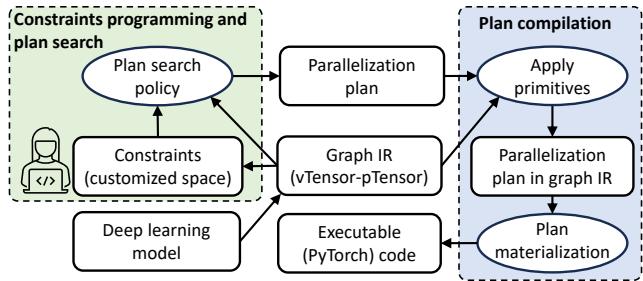 Constraints programming and
plan search
Plan compilation
Plan search
policy
Parallelization
plan
Apply
primitives
Constraints
(customized space)
</>
Graph IR
(vTensor-pTensor)
Parallelization
plan in graph IR
Deep learning
model
Executable
(PyTorch) code
Plan
materialization